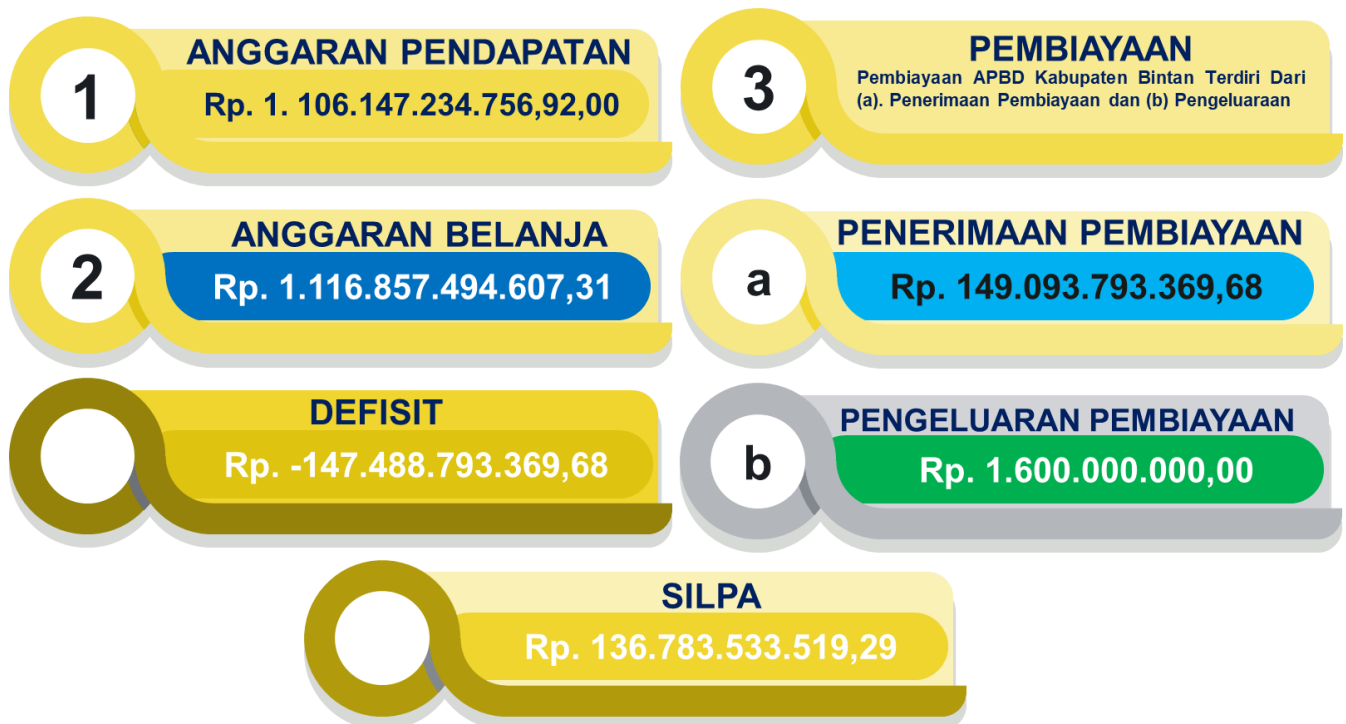 1
ANGGARAN PENDAPATAN
Rp. 1. 106.147.234.756,92,00
2
ANGGARAN BELANJA
Rp. 1.116.857.494.607,31
DEFISIT
Rp. -147.488.793.369,68
3
PEMBIAYAAN
Pembiayaan APBD Kabupaten Bintan Terdiri Dari
(a). Penerimaan Pembiayaan dan (b) Pengeluaraan
a
PENERIMAAN PEMBIAYAAN
Rp. 149.093.793.369,68
b
PENGELUARAN PEMBIAYAAN
Rp. 1.600.000.000,00
SILPA
Rp. 136.783.533.519,29